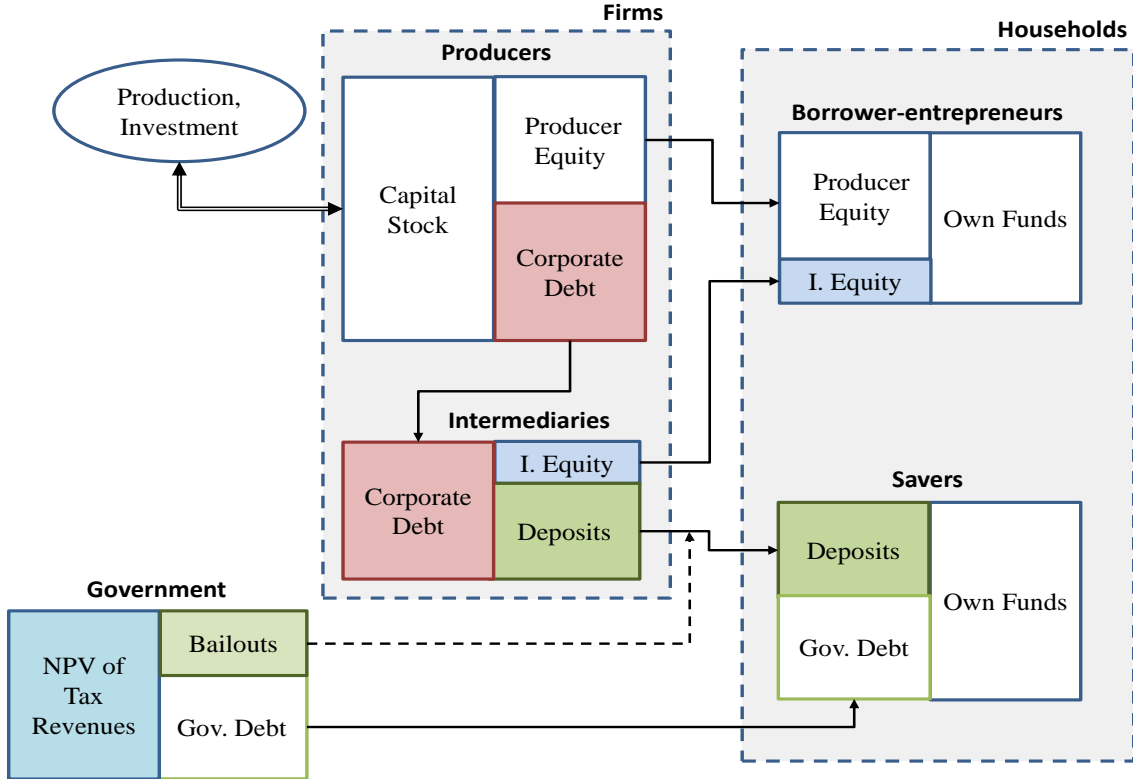 Firms
Households
Producers
Production,
Investment
Capital
Stock
Producer
Equity
Corporate
Debt
Borrower-entrepreneurs
Producer
Equity
I. Equity
Own Funds
Intermediaries
Corporate
Debt
I. Equity
Deposits
Savers
Deposits
Gov. Debt
Own Funds
Government
NPV of
Tax
Revenues
Bailouts
Gov. Debt